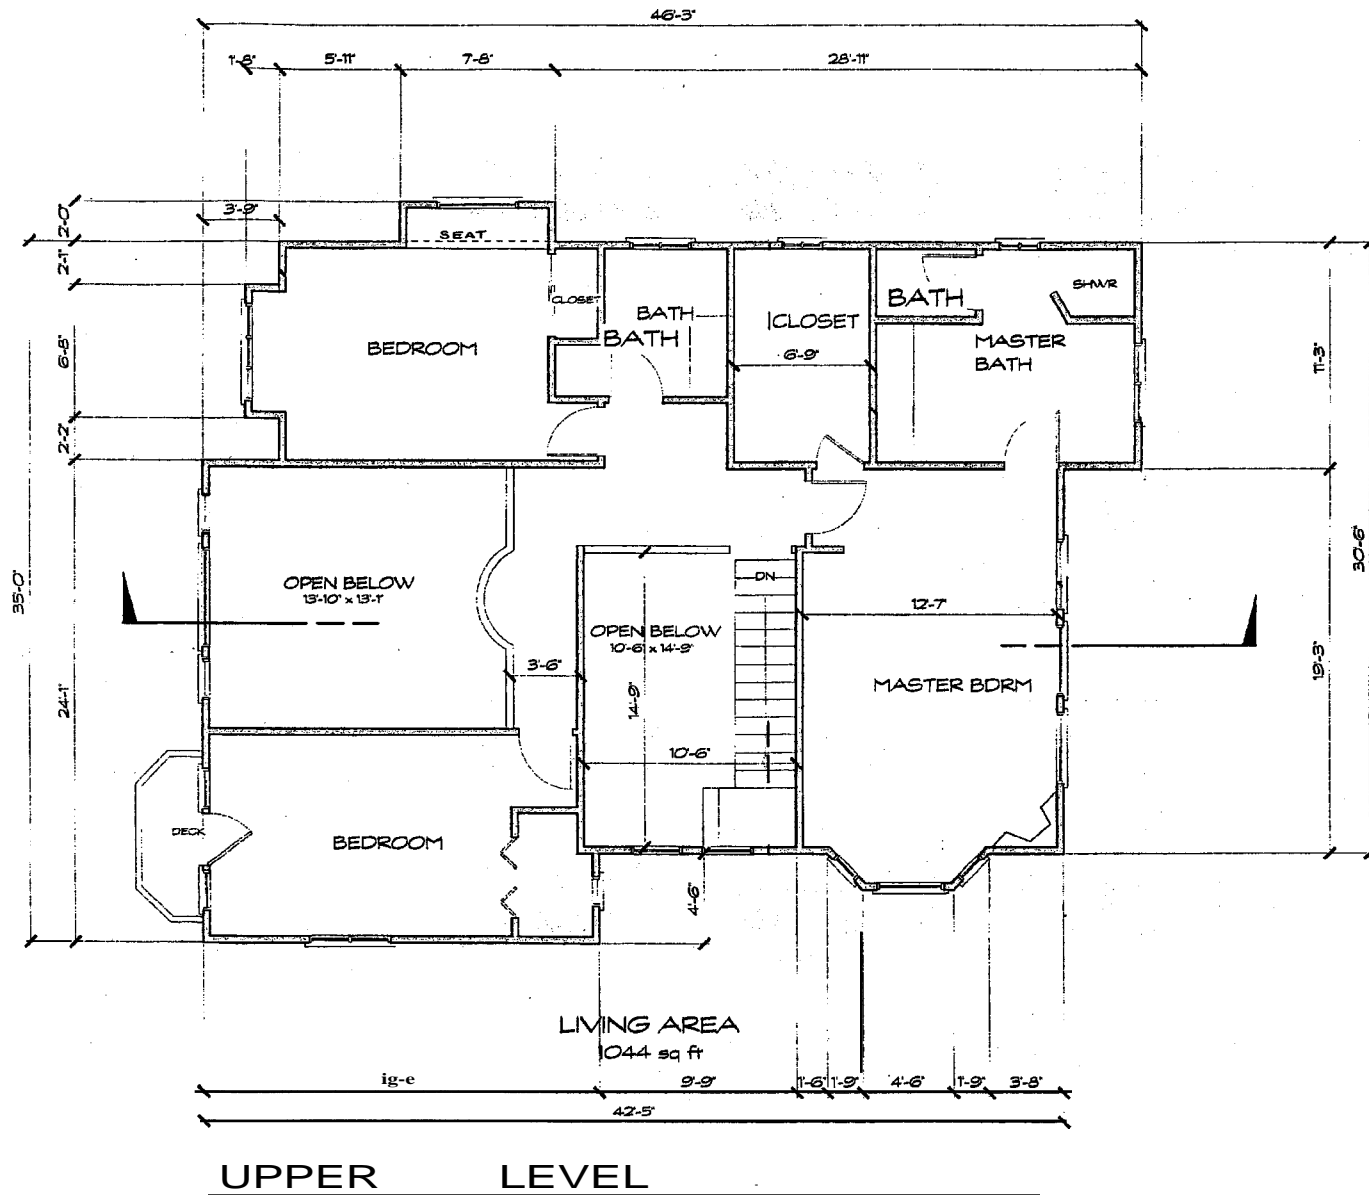 46'-3"
1'-8"
5'-11"
7'-8"
28'-11"
2'-0"
3'-9"
SEAT
2'-1"
CLOSET
BATH
BATH
CLOSET
BATH
SHWR
BEDROOM
MASTER
BATH
6'-8"
6'-9"
11'-3"
2'-2"
30'-6"
OPEN BELOW
13'-10" x 13'-1"
DN
35'-0"
12'-7"
OPEN BELOW
10'-6" x 14'-9"
3'-6"
MASTER BDRM
19'-3"
24'-1"
14'-9"
10'-6"
DECK
BEDROOM
4'-6"
LIVING AREA
1044 sq ft
ig-e
9'-9"
1'-6"
1'-9"
4'-6"
1'-9"
3'-8"
42'-5"
UPPER LEVEL